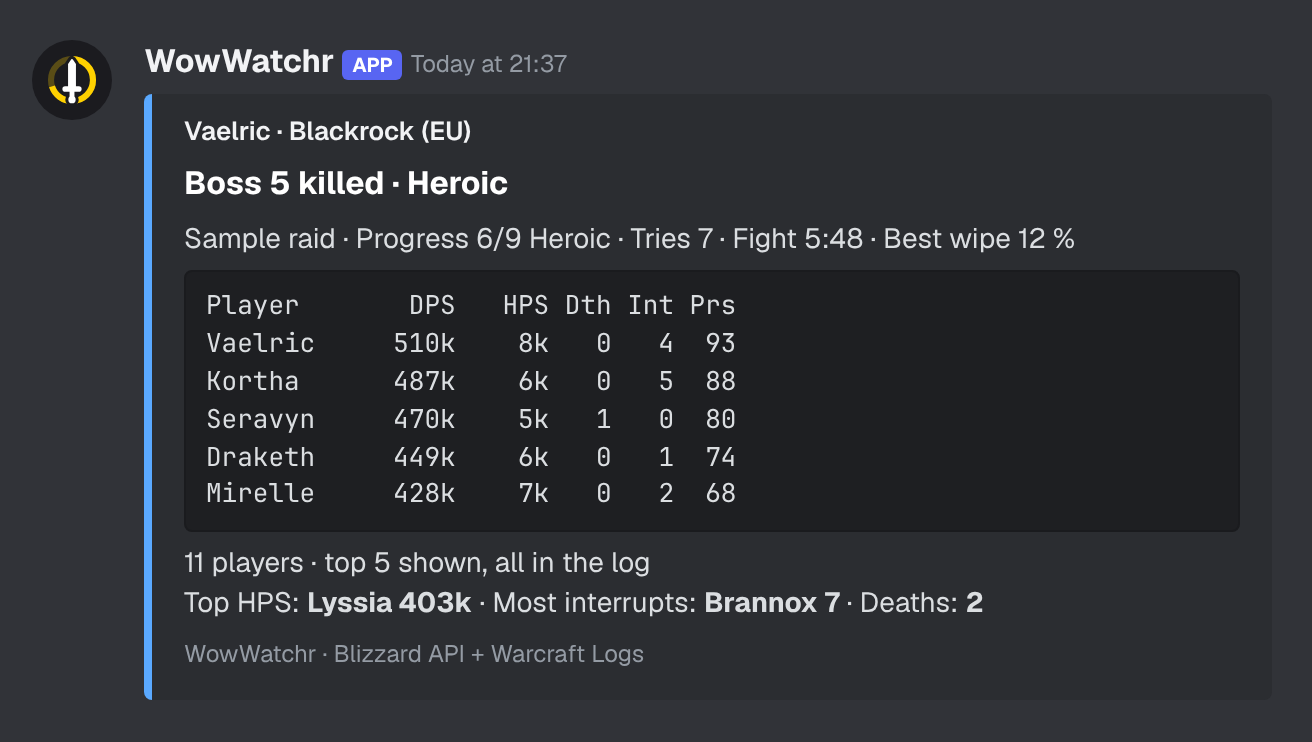 WowWatchr APP Today at 21:37
Vaelric · Blackrock (EU)
Boss 5 killed · Heroic
Sample raid · Progress 6/9 Heroic · Tries 7 · Fight 5:48 · Best wipe 12 %
Player DPS HPS Dth Int Prs
Vaelric 510k 8k 0 4 93
Kortha 487k 6k 0 5 88
Seravyn 470k 5k 1 0 80
Draketh 449k 6k 0 1 74
Mirelle 428k 7k 0 2 68
11 players · top 5 shown, all in the log
Top HPS: Lyssia 403k · Most interrupts: Brannox 7 · Deaths: 2
WowWatchr · Blizzard API + Warcraft Logs